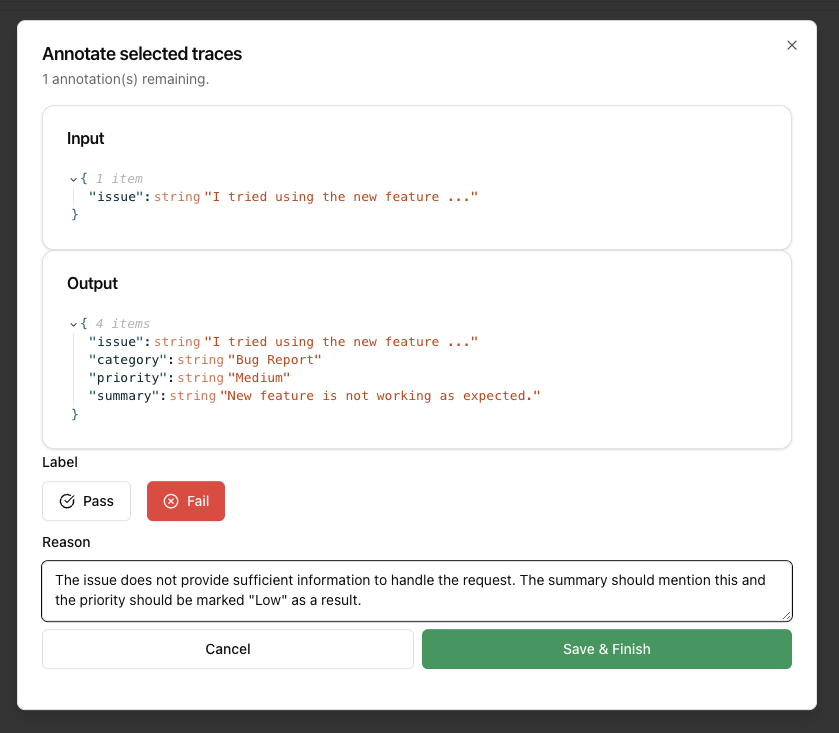 Annotate selected traces
1 annotation(s) remaining.
Input
{ 1 item
"issue": string "I tried using the new feature ..."
}
Output
{ 4 items
"issue": string "I tried using the new feature ..."
"category": string "Bug Report"
"priority": string "Medium"
"summary": string "New feature is not working as expected."
}
Label
Pass Fail
Reason
The issue does not provide sufficient information to handle the request. The summary should mention this and
the priority should be marked "Low" as a result.
Cancel Save & Finish